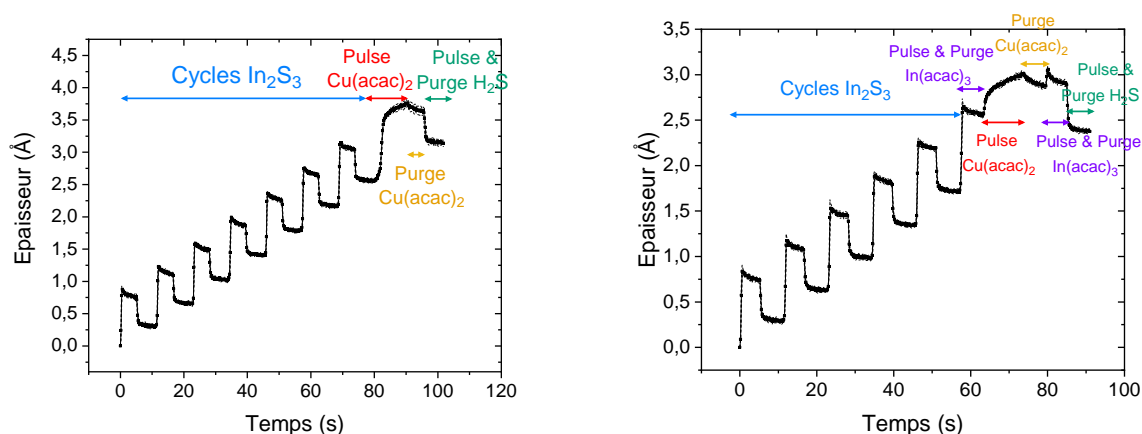 4,5
4,0
3,5
3,0
2,5
2,0
1,5
1,0
0,5
0,0
Epaisseur (Å)
Cycles In2S3
Pulse
Cu(acac)2
Pulse &
Purge H2S
Purge
Cu(acac)2
0 20 40 60 80 100 120
Temps (s)
3,5
3,0
2,5
2,0
1,5
1,0
0,5
0,0
Epaisseur (Å)
Purge
Cu(acac)2
Pulse & Purge
In(acac)3
Cycles In2S3
Pulse &
Purge H2S
Pulse
Cu(acac)2
Pulse & Purge
In(acac)3
0 20 40 60 80 100
Temps (s)